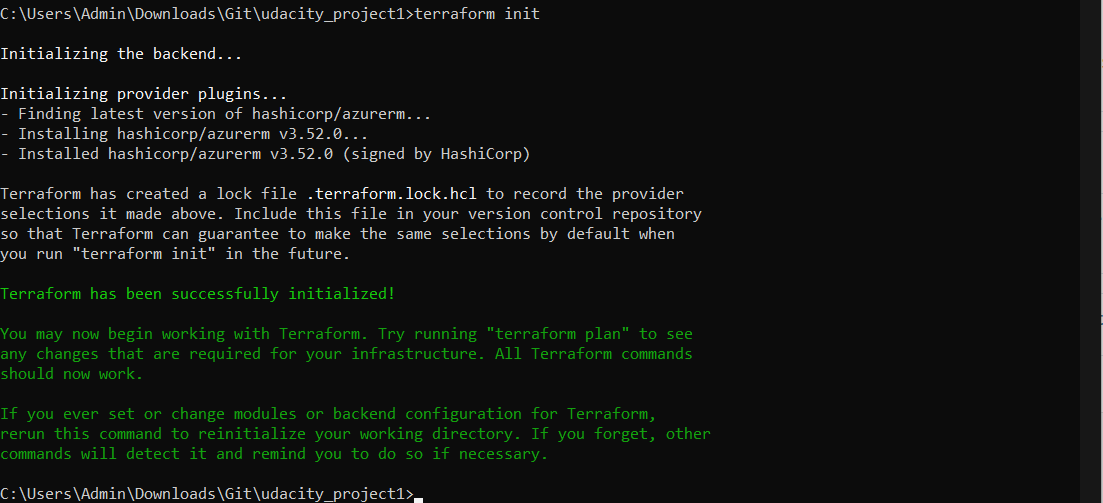 C:\Users\Admin\Downloads\Git\udacity_project1>terraform init
Initializing the backend...
Initializing provider plugins...
- Finding latest version of hashicorp/azurerm...
- Installing hashicorp/azurerm v3.52.0...
- Installed hashicorp/azurerm v3.52.0 (signed by HashiCorp)
Terraform has created a lock file .terraform.lock.hcl to record the provider
selections it made above. Include this file in your version control repository
so that Terraform can guarantee to make the same selections by default when
you run "terraform init" in the future.
Terraform has been successfully initialized!
You may now begin working with Terraform. Try running "terraform plan" to see
any changes that are required for your infrastructure. All Terraform commands
should now work.
If you ever set or change modules or backend configuration for Terraform,
rerun this command to reinitialize your working directory. If you forget, other
commands will detect it and remind you to do so if necessary.
C:\Users\Admin\Downloads\Git\udacity_project1>